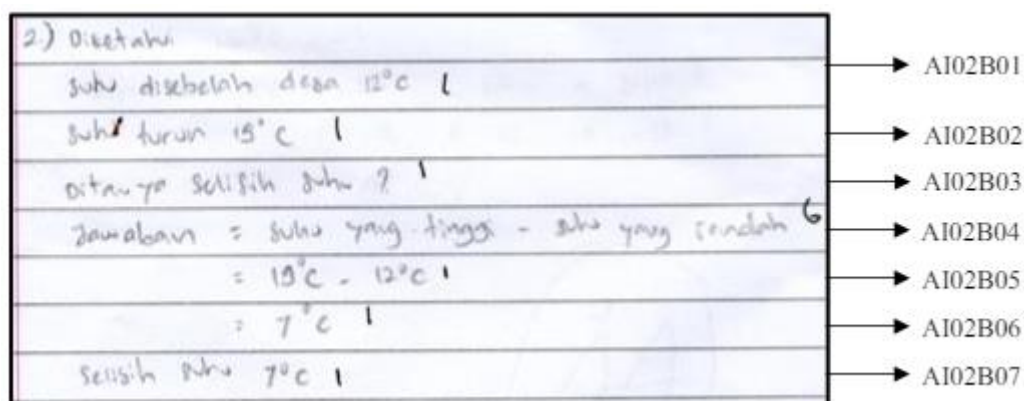 2.) Diketahui
AI02B01
suhu disebelah desa 12°C 1
suhu turun 19°C 1
AI02B02
Ditanya selisih suhu ? 1
AI02B03
Jawaban = suhu yang tinggi - suhu yang rendah 6
AI02B04
= 19°C - 12°C 1
AI02B05
= 7°C 1
AI02B06
selisih suhu 7°C 1
AI02B07